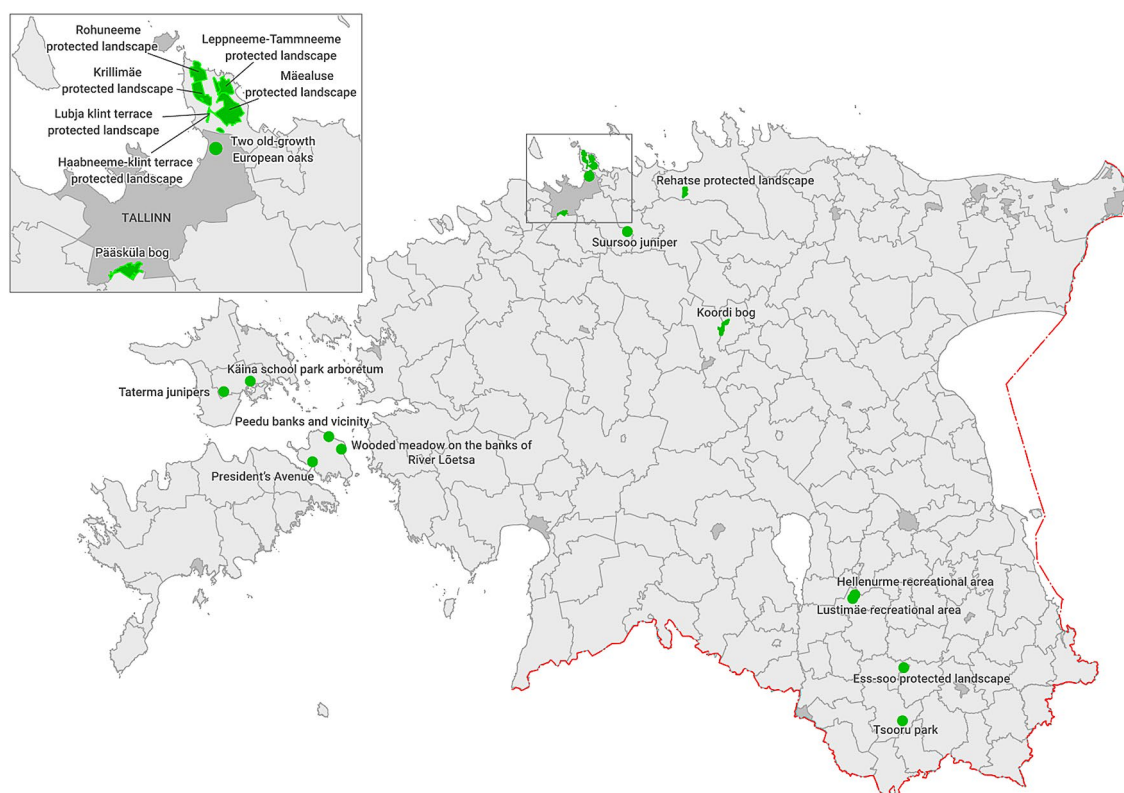 Rohuneeme
protected landscape
Leppneeme-Tammneeme
protected landscape
Krillimäe
protected landscape
Mäealuse
protected landscape
Lubja klint terrace
protected landscape
Two old-growth
European oaks
Haabneeme-klint terrace
protected landscape
TALLINN
Pääsküla bog
Rehatse protected landscape
Suursoo juniper
Koordi bog
Käina school park arboretum
Taterma junipers
Peedu banks and vicinity
Wooded meadow on the banks of
River Lõetsa
President's Avenue
Hellenurme recreational area
Lustimäe recreational area
Ess-soo protected landscape
Tsooru park